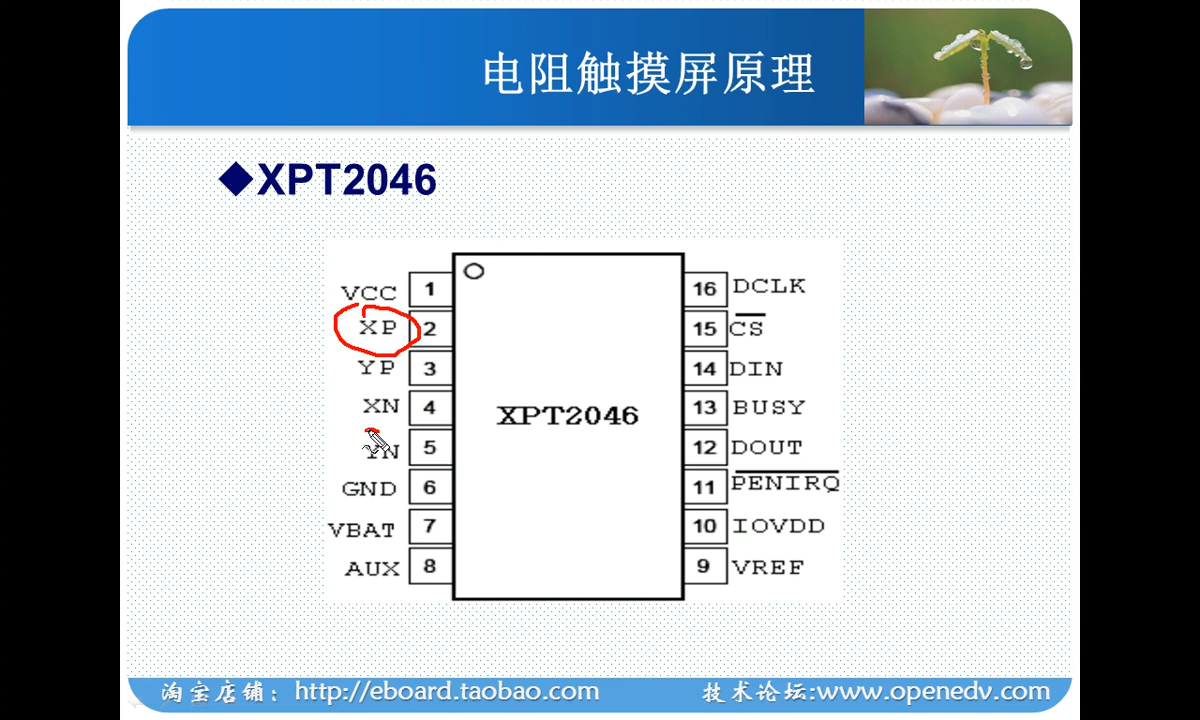 电阻触摸屏原理
◆XPT2046
VCC 1 16 DCLK
XP 2 15 CS
YP 3 14 DIN
XN 4 XPT2046 13 BUSY
YN 5 12 DOUT
GND 6 11 PENIRQ
VBAT 7 10 IOVDD
AUX 8 9 VREF
淘宝店铺：http://eboard.taobao.com 技术论坛:www.openedv.com